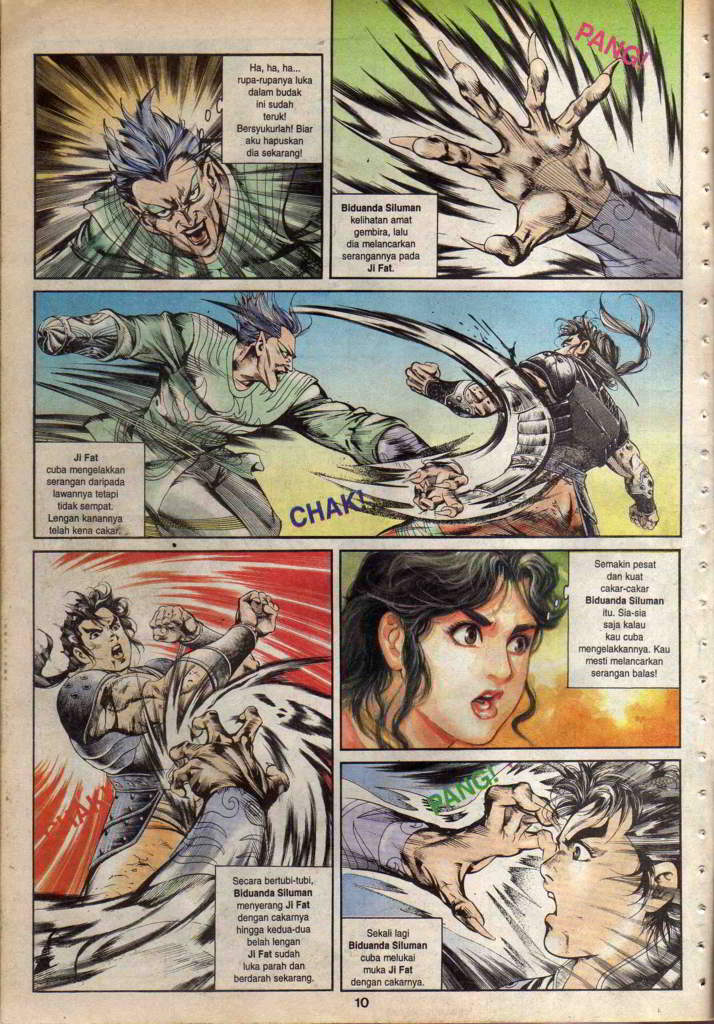 Ha, ha, ha...
rupa-rupanya luka
dalam budak
ini sudah
teruk!
Bersyukurlah! Biar
aku hapuskan
dia sekarang!
PANG!
Biduanda Siluman
kelihatan amat
gembira, lalu
dia melancarkan
serangannya pada
Ji Fat.
Ji Fat
cuba mengelakkan
serangan daripada
lawannya tetapi
tidak sempat.
Lengan kanannya
telah kena cakar.
CHAK!
Semakin pesat
dan kuat
cakar-cakar
Biduanda Siluman
itu. Sia-sia
saja kalau
kau cuba
mengelakkannya. Kau
mesti melancarkan
serangan balas!
Secara bertubi-tubi,
Biduanda Siluman
menyerang Ji Fat
dengan cakarnya
hingga kedua-dua
belah lengan
Ji Fat sudah
luka parah dan
berdarah sekarang.
PANG!
Sekali lagi
Biduanda Siluman
cuba melukai
muka Ji Fat
dengan cakarnya.
10